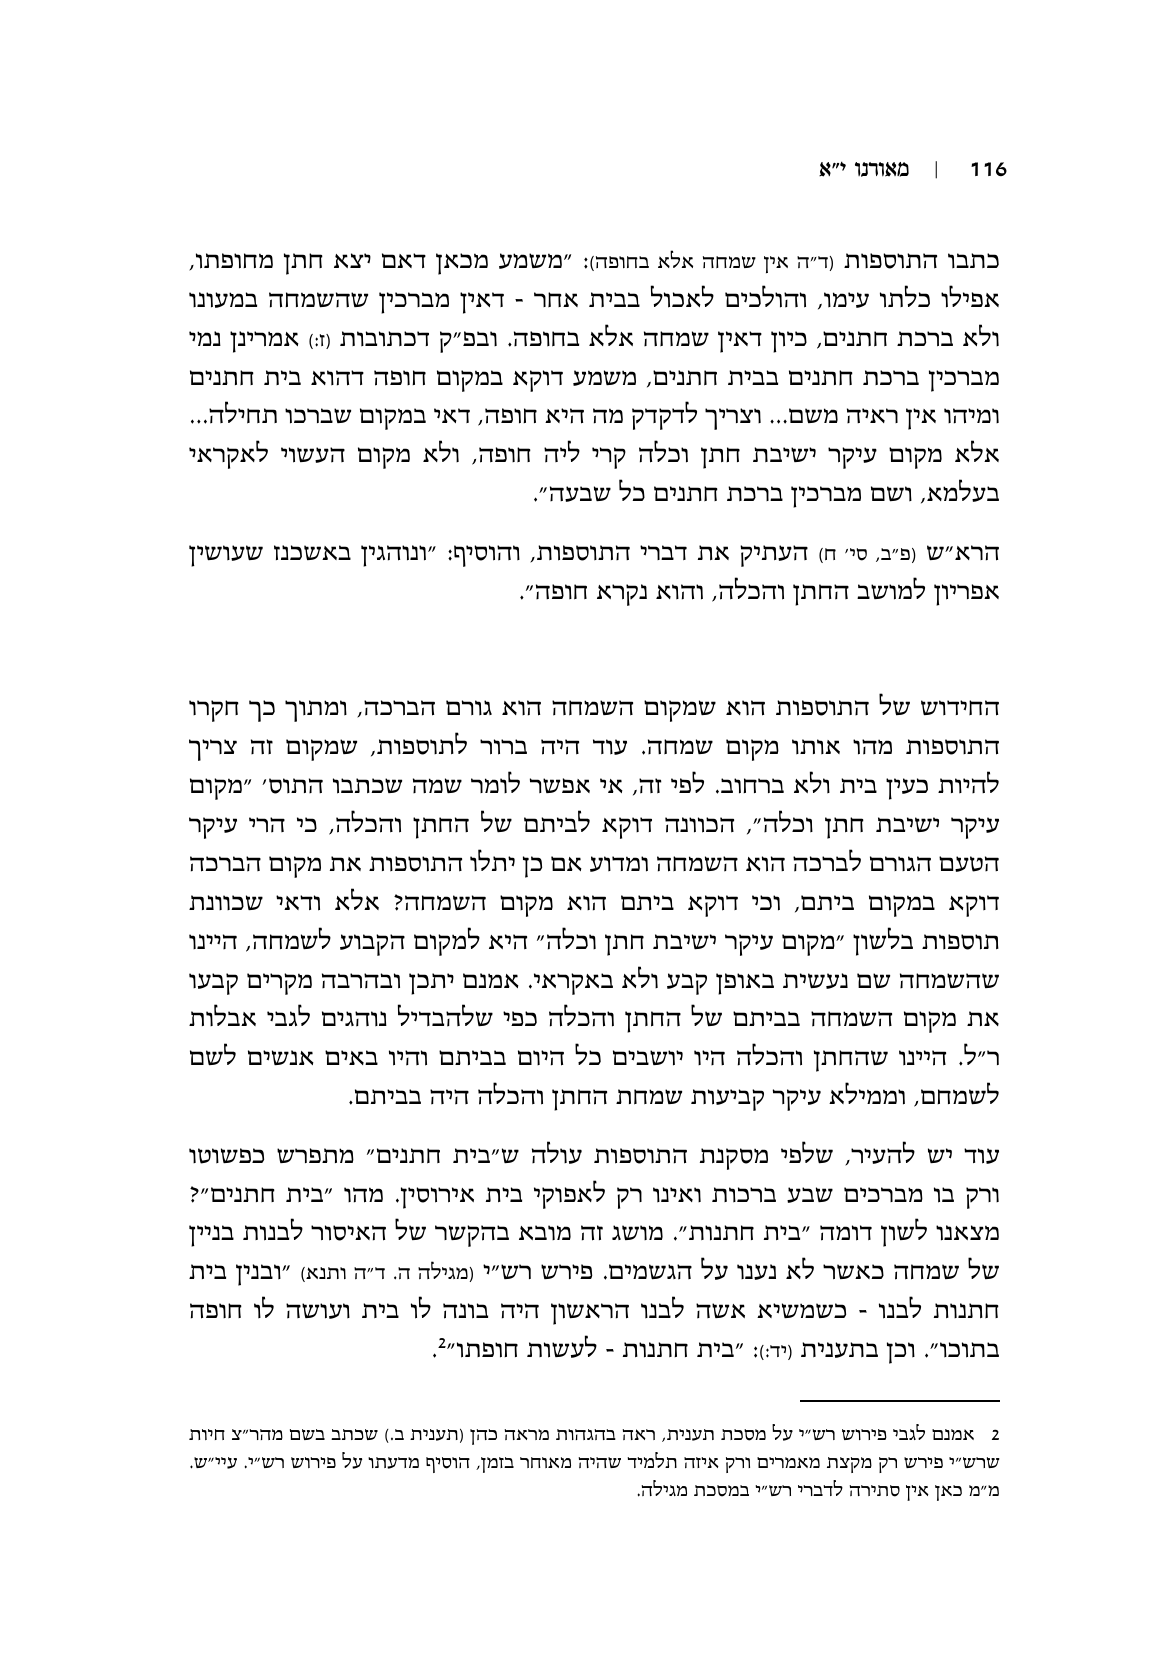 116 | מאורנו י״א
כתבו התוספות (ד״ה אין שמחה אלא בחופה): ״משמע מכאן דאם יצא חתן מחופתו,
אפילו כלתו עימו, והולכים לאכול בבית אחר - דאין מברכין שהשמחה במעונו
ולא ברכת חתנים, כיון דאין שמחה אלא בחופה. ובפ״ק דכתובות (ז:) אמרינן נמי
מברכין ברכת חתנים בבית חתנים, משמע דוקא במקום חופה דהוא בית חתנים
ומיהו אין ראיה משם... וצריך לדקדק מה היא חופה, דאי במקום שברכו תחילה...
אלא מקום עיקר ישיבת חתן וכלה קרי ליה חופה, ולא מקום העשוי לאקראי
בעלמא, ושם מברכין ברכת חתנים כל שבעה״.
הרא״ש (פ״ב, סי׳ ח) העתיק את דברי התוספות, והוסיף: ״ונוהגין באשכנז שעושין
אפריון למושב החתן והכלה, והוא נקרא חופה״.
החידוש של התוספות הוא שמקום השמחה הוא גורם הברכה, ומתוך כך חקרו
התוספות מהו אותו מקום שמחה. עוד היה ברור לתוספות, שמקום זה צריך
להיות כעין בית ולא ברחוב. לפי זה, אי אפשר לומר שמה שכתבו התוס׳ ״מקום
עיקר ישיבת חתן וכלה״, הכוונה דוקא לביתם של החתן והכלה, כי הרי עיקר
הטעם הגורם לברכה הוא השמחה ומדוע אם כן יתלו התוספות את מקום הברכה
דוקא במקום ביתם, וכי דוקא ביתם הוא מקום השמחה? אלא ודאי שכוונת
תוספות בלשון ״מקום עיקר ישיבת חתן וכלה״ היא למקום הקבוע לשמחה, היינו
שהשמחה שם נעשית באופן קבע ולא באקראי. אמנם יתכן ובהרבה מקרים קבעו
את מקום השמחה בביתם של החתן והכלה כפי שלהבדיל נוהגים לגבי אבלות
ר״ל. היינו שהחתן והכלה היו יושבים כל היום בביתם והיו באים אנשים לשם
לשמחם, וממילא עיקר קביעות שמחת החתן והכלה היה בביתם.
עוד יש להעיר, שלפי מסקנת התוספות עולה ש״בית חתנים״ מתפרש כפשוטו
ורק בו מברכים שבע ברכות ואינו רק לאפוקי בית אירוסין. מהו ״בית חתנים״?
מצאנו לשון דומה ״בית חתנות״. מושג זה מובא בהקשר של האיסור לבנות בניין
של שמחה כאשר לא נענו על הגשמים. פירש רש״י (מגילה ה. ד״ה ותנא) ״ובנין בית
חתנות לבנו - כשמשיא אשה לבנו הראשון היה בונה לו בית ועושה לו חופה
בתוכו״. וכן בתענית (יד:): ״בית חתנות - לעשות חופתו״².
2 אמנם לגבי פירוש רש״י על מסכת תענית, ראה בהגהות מראה כהן (תענית ב.) שכתב בשם מהר״צ חיות
שרש״י פירש רק מקצת מאמרים ורק איזה תלמיד שהיה מאוחר בזמן, הוסיף מדעתו על פירוש רש״י. עיי״ש.
מ״מ כאן אין סתירה לדברי רש״י במסכת מגילה.